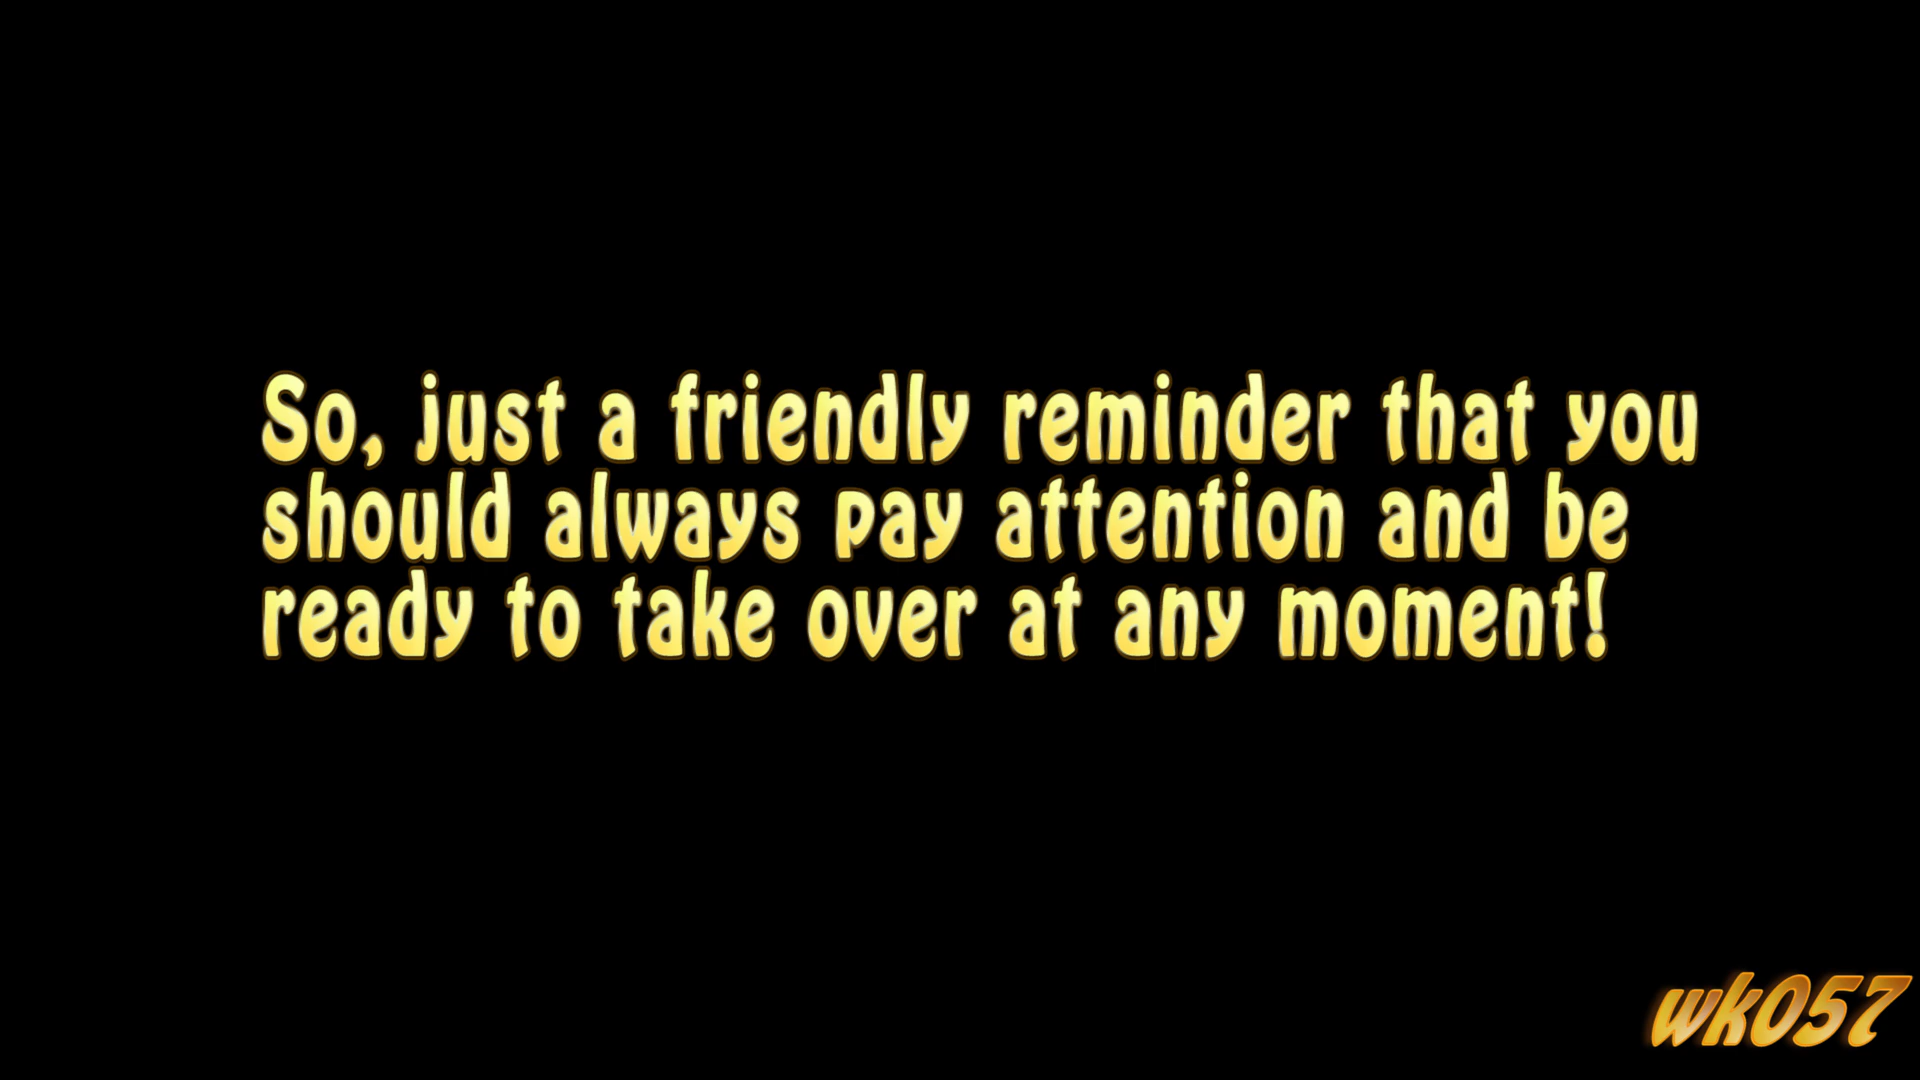 So, just a friendly reminder that you
should always pay attention and be
ready to take over at any moment!
wk057